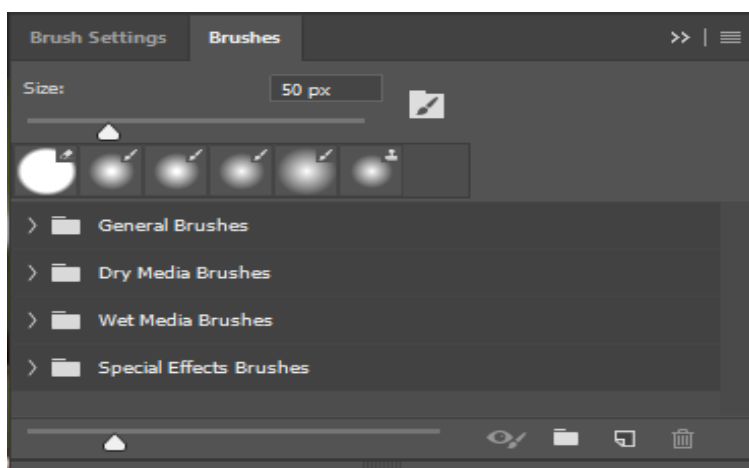 Brush Settings Brushes
Size: 50 px
General Brushes
Dry Media Brushes
Wet Media Brushes
Special Effects Brushes